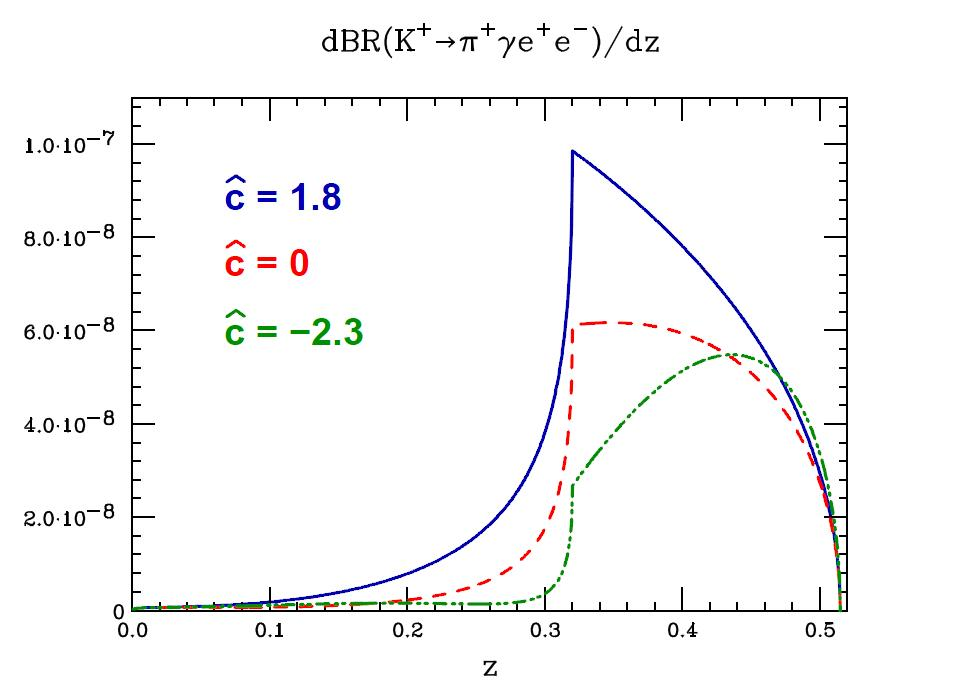 dBR(K⁺→π⁺γe⁺e⁻)/dz
1.0·10⁻⁷
8.0·10⁻⁸
6.0·10⁻⁸
4.0·10⁻⁸
2.0·10⁻⁸
0
ĉ = 1.8
ĉ = 0
ĉ = −2.3
0.0 0.1 0.2 0.3 0.4 0.5
z